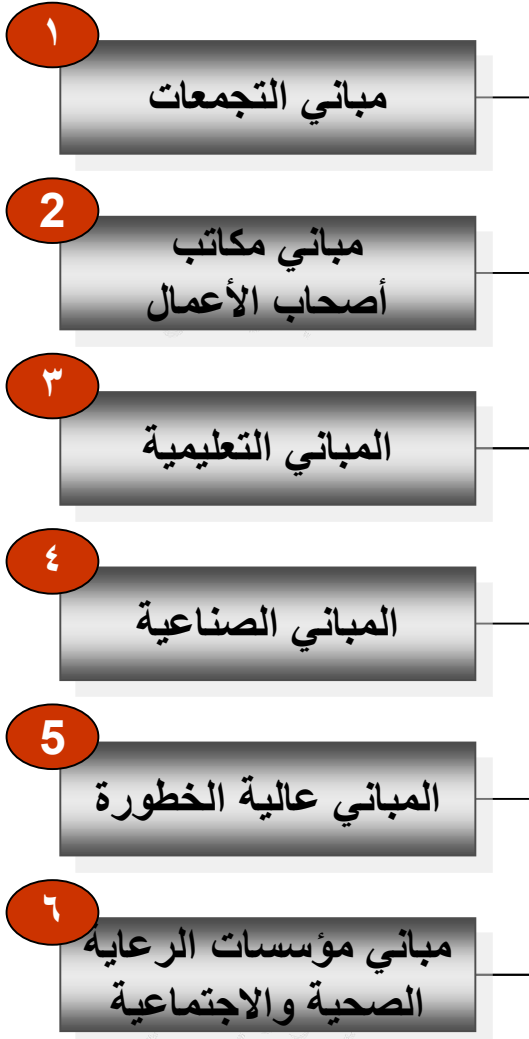 ١
مباني التجمعات
2
مباني مكاتب
أصحاب الأعمال
٣
المباني التعليمية
٤
المباني الصناعية
5
المباني عالية الخطورة
٦
مباني مؤسسات الرعاية
الصحية والاجتماعية